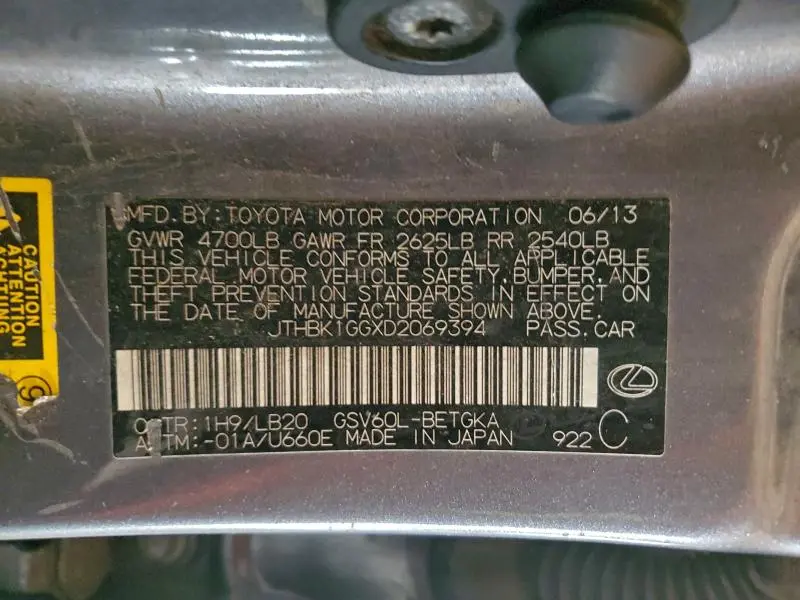 MFD. BY: TOYOTA MOTOR CORPORATION 06/13
GVWR 4700LB GAWR FR 2625LB RR 2540LB
THIS VEHICLE CONFORMS TO ALL APPLICABLE
FEDERAL MOTOR VEHICLE SAFETY, BUMPER, AND
THEFT PREVENTION STANDARDS IN EFFECT ON
THE DATE OF MANUFACTURE SHOWN ABOVE.
JTHBK1GGXD2069394 PASS. CAR
C/TR: 1H9/LB20 GSV60L-BETGKA
A/TM: -01A/U660E MADE IN JAPAN 922 C
CAUTION
ATTENTION
ACHTUNG